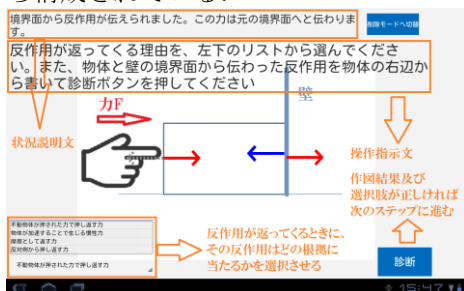 境界面から反作用が伝えられました。この力は元の境界面へと伝わりま
す。
削除モードへ切替
反作用が返ってくる理由を、左下のリストから選んでくださ
い。また、物体と壁の境界面から伝わった反作用を物体の右辺か
ら書いて診断ボタンを押してください
力F
壁
状況説明文
操作指示文
作図結果及び
選択肢が正しければ
次のステップに進む
不動物体が押された力で押し返す力
物体が加速することで生じる慣性力
摩擦として返す力
反対側から押し返す力
不動物体が押された力で押し返す力
反作用が返ってくるときに、
その反作用はどの根拠に
当たるかを選択させる
診断
15:47